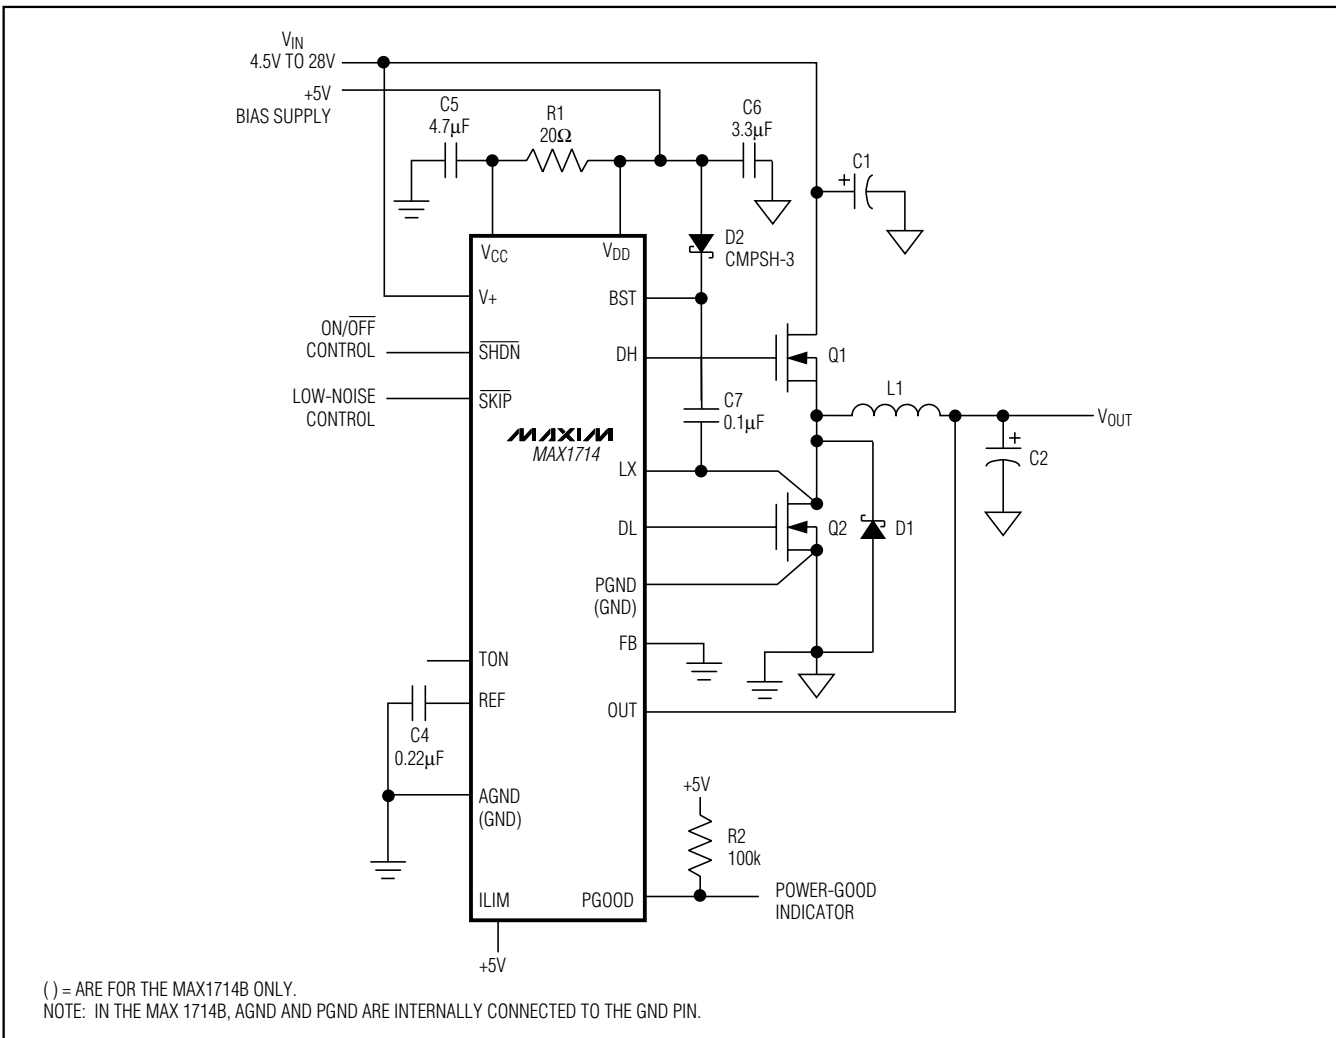 VIN
4.5V TO 28V
+5V
BIAS SUPPLY
C5
4.7μF
R1
20Ω
C6
3.3μF
C1
+
D2
CMPSH-3
VCC
VDD
V+
BST
ON/OFF
CONTROL
SHDN
DH
Q1
LOW-NOISE
CONTROL
SKIP
C7
0.1μF
L1
VOUT
+
C2
MAXIM
MAX1714
LX
DL
Q2
D1
PGND
(GND)
FB
TON
REF
OUT
C4
0.22μF
AGND
(GND)
+5V
R2
100k
ILIM
PGOOD
POWER-GOOD
INDICATOR
+5V
( ) = ARE FOR THE MAX1714B ONLY.
NOTE: IN THE MAX 1714B, AGND AND PGND ARE INTERNALLY CONNECTED TO THE GND PIN.